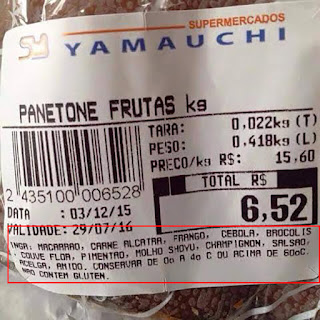 SY SUPERMERCADOS
YAMAUCHI
PANETONE FRUTAS kg
TARA: 0,022kg (T)
PESO: 0,418kg (L)
PRECO/kg R$: 15,60
2 435100 006528
TOTAL R$
6,52
DATA : 03/12/15
VALIDADE: 29/07/16
INGR: MACARRAO, CARNE ALCATRA, FRANGO, CEBOLA, BROCOLIS
, COUVE FLOR, PIMENTAO, MOLHO SHOYU, CHAMPIGNON, SALSAO,
ACELGA, AMIDO. CONSERVAR DE 0o A 4o C OU ACIMA DE 60oC.
NAO CONTEM GLUTEN.